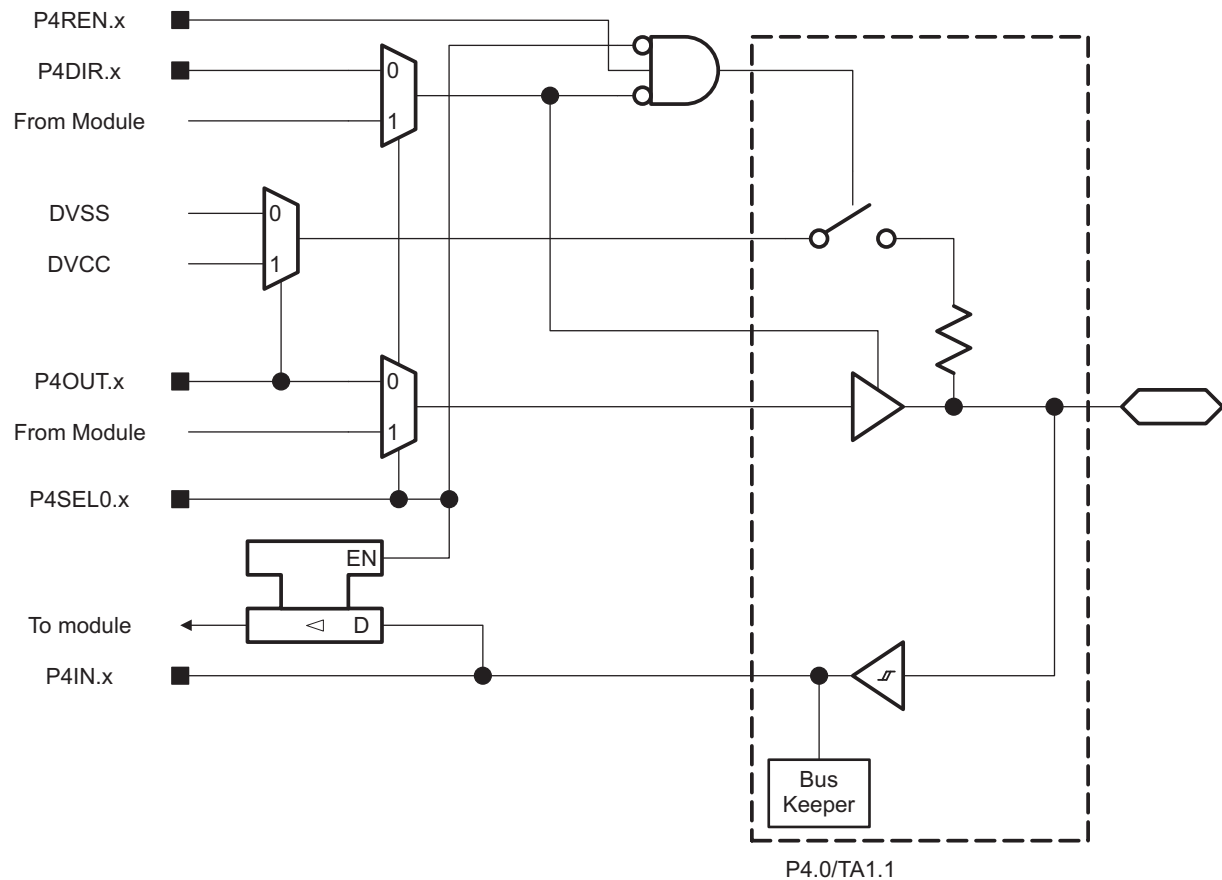 P4REN.x
P4DIR.x
0
From Module
1
DVSS
0
DVCC
1
P4OUT.x
0
From Module
1
P4SEL0.x
EN
To module
D
P4IN.x
Bus
Keeper
P4.0/TA1.1